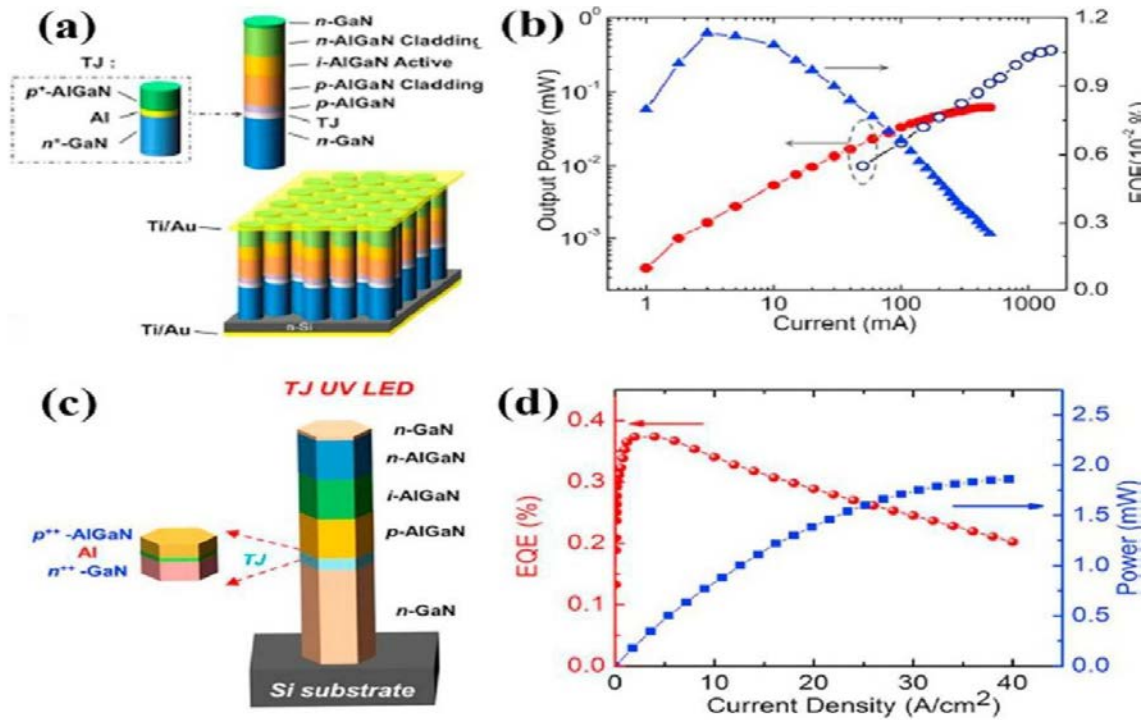 (a)
TJ :
p⁺-AlGaN
Al
n⁺-GaN
n-GaN
n-AlGaN Cladding
i-AlGaN Active
p-AlGaN Cladding
p-AlGaN
TJ
n-GaN
Ti/Au
n-Si
Ti/Au
(b)
10⁰
10⁻¹
10⁻²
10⁻³
Output Power (mW)
1.2
0.9
0.6
0.3
0.0
EQE(10⁻² %)
1
10
100
1000
Current (mA)
(c)
TJ UV LED
n-GaN
n-AlGaN
i-AlGaN
p-AlGaN
n-GaN
p⁺⁺ -AlGaN
Al
n⁺⁺ -GaN
TJ
Si substrate
(d)
0.4
0.3
0.2
0.1
0.0
EQE (%)
2.5
2.0
1.5
1.0
0.5
0.0
Power (mW)
0
10
20
30
40
Current Density (A/cm²)